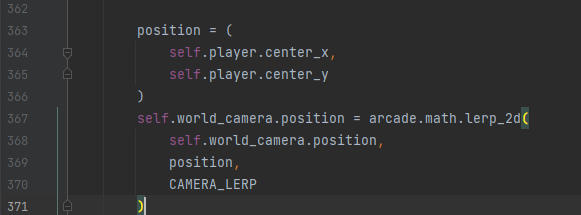 362
363 position = (
364 self.player.center_x,
365 self.player.center_y
366 )
367 self.world_camera.position = arcade.math.lerp_2d(
368 self.world_camera.position,
369 position,
370 CAMERA_LERP
371 )